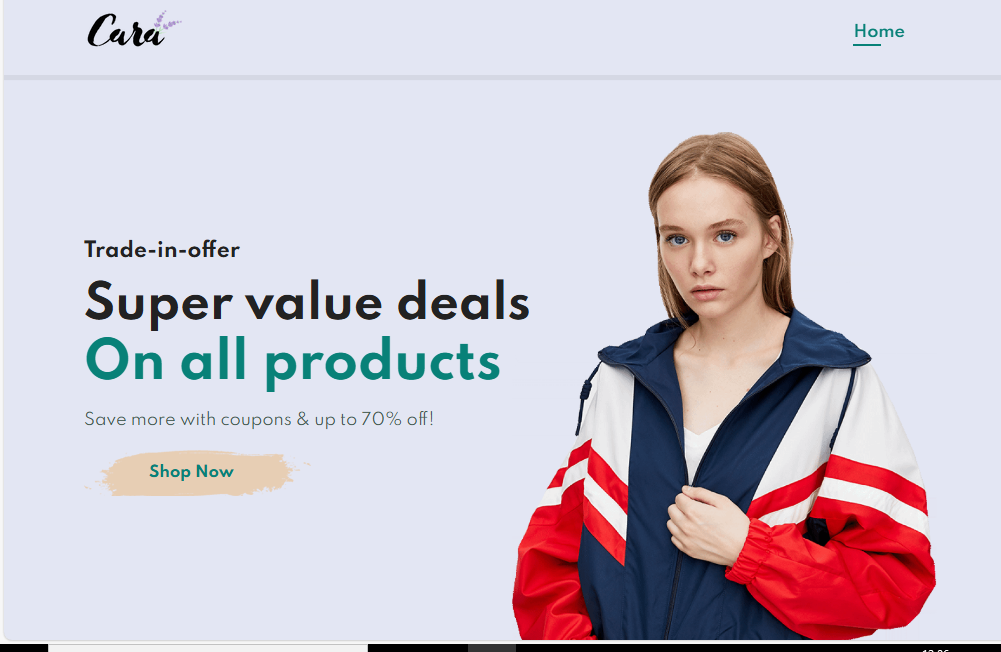 Cara
Home
Trade-in-offer
Super value deals
On all products
Save more with coupons & up to 70% off!
Shop Now